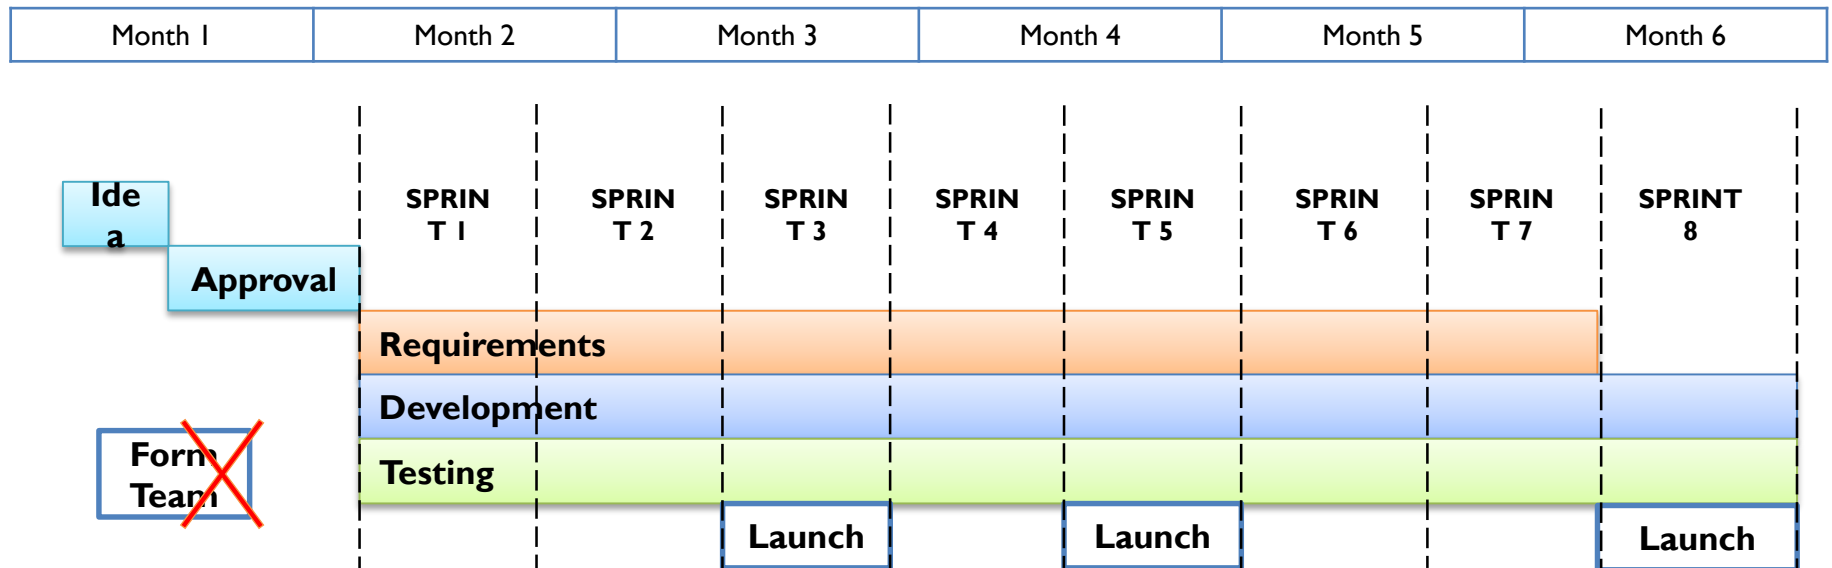 Month 1
Month 2
Month 3
Month 4
Month 5
Month 6
Ide
a
SPRIN
T 1
SPRIN
T 2
SPRIN
T 3
SPRIN
T 4
SPRIN
T 5
SPRIN
T 6
SPRIN
T 7
SPRINT
8
Approval
Requirements
Development
Form
Team
Testing
Launch
Launch
Launch